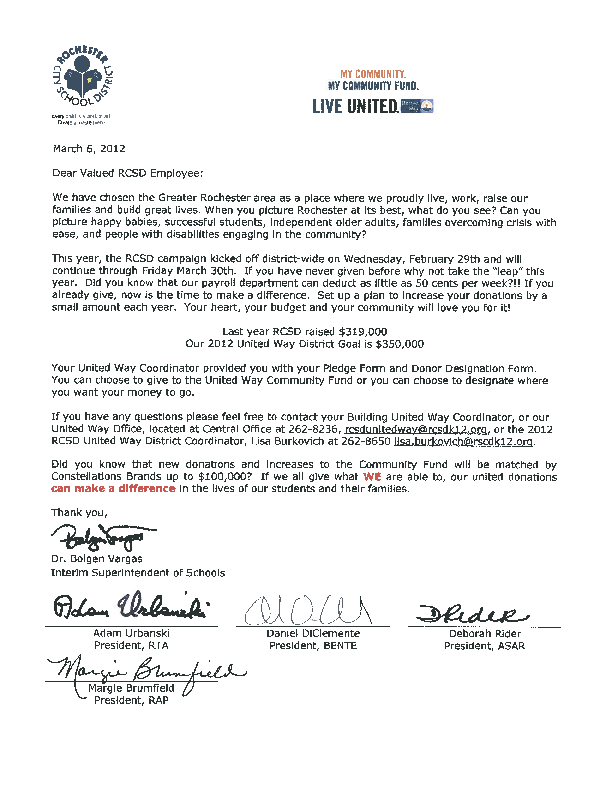 ROCHESTER
CITY SCHOOL DISTRICT
MY COMMUNITY.
MY COMMUNITY FUND.
LIVE UNITED.
March 6, 2012
Dear Valued RCSD Employee:
We have chosen the Greater Rochester area as a place where we proudly live, work, raise our
families and build great lives. When you picture Rochester at its best, what do you see? Can you
picture happy babies, successful students, independent older adults, families overcoming crisis with
ease, and people with disabilities engaging in the community?
This year, the RCSD campaign kicked off district-wide on Wednesday, February 29th and will
continue through Friday March 30th. If you have never given before why not take the "leap" this
year. Did you know that our payroll department can deduct as little as 50 cents per week?!! If you
already give, now is the time to make a difference. Set up a plan to increase your donations by a
small amount each year. Your heart, your budget and your community will love you for it!
Last year RCSD raised $319,000
Our 2012 United Way District Goal is $350,000
Your United Way Coordinator provided you with your Pledge Form and Donor Designation Form.
You can choose to give to the United Way Community Fund or you can choose to designate where
you want your money to go.
If you have any questions please feel free to contact your Building United Way Coordinator, or our
United Way Office, located at Central Office at 262-8236, rcsdunitedway@rcsdk12.org, or the 2012
RCSD United Way District Coordinator, Lisa Burkovich at 262-8650 lisa.burkovich@rscdk12.org.
Did you know that new donations and increases to the Community Fund will be matched by
Constellations Brands up to $100,000? If we all give what WE are able to, our united donations
can make a difference in the lives of our students and their families.
Thank you,
Bolgen Vargas
Dr. Bolgen Vargas
Interim Superintendent of Schools
Adam Urbanski
Adam Urbanski
President, RTA
Daniel DiClemente
President, BENTE
D Rider
Deborah Rider
President, ASAR
Margie Brumfield
Margie Brumfield
President, RAP